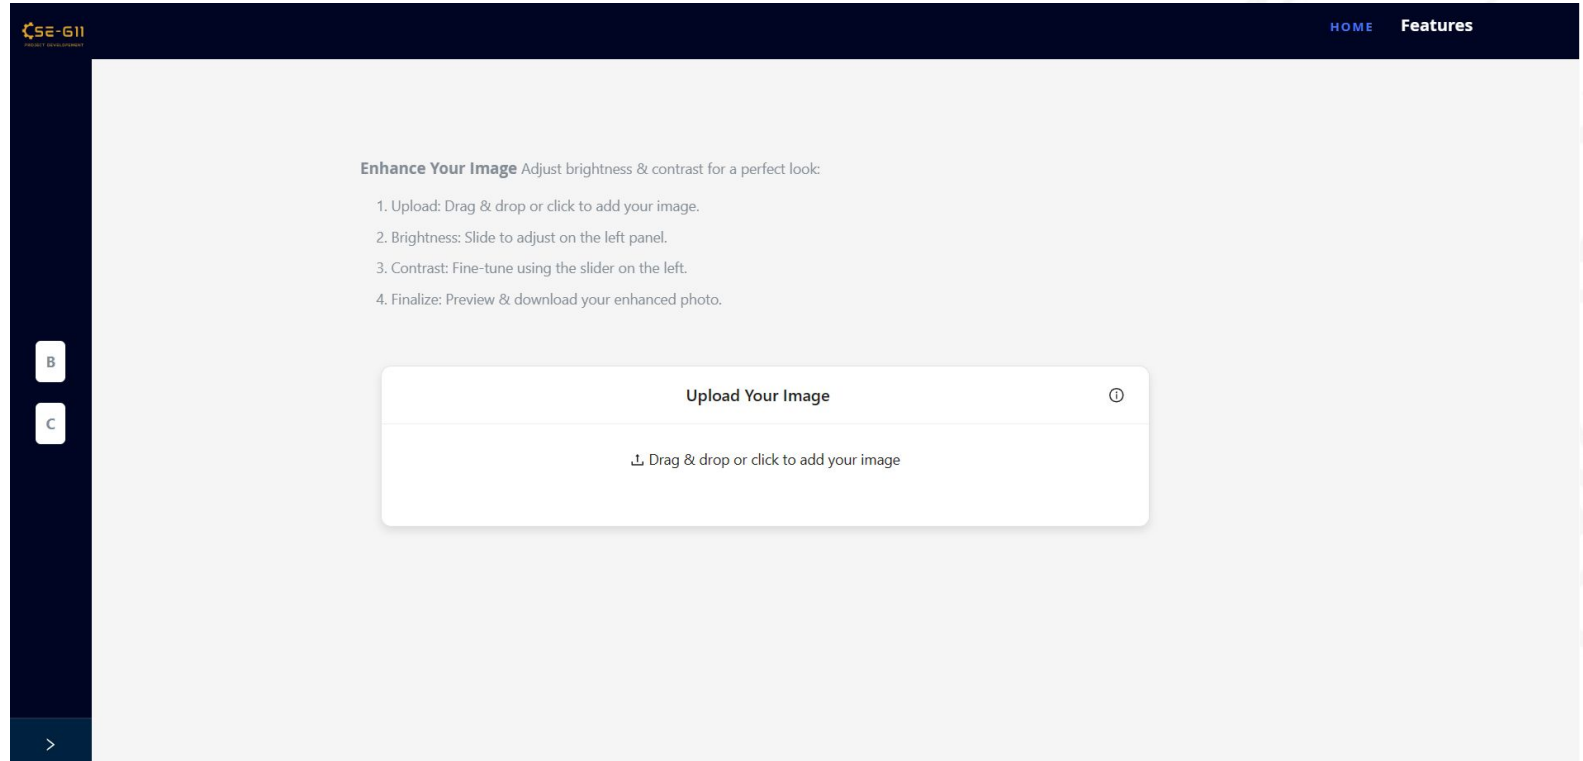 CSE-G11
PROJECT DEVELOPEMENT
HOME Features
Enhance Your Image Adjust brightness & contrast for a perfect look:
1. Upload: Drag & drop or click to add your image.
2. Brightness: Slide to adjust on the left panel.
3. Contrast: Fine-tune using the slider on the left.
4. Finalize: Preview & download your enhanced photo.
B
C
Upload Your Image
Drag & drop or click to add your image